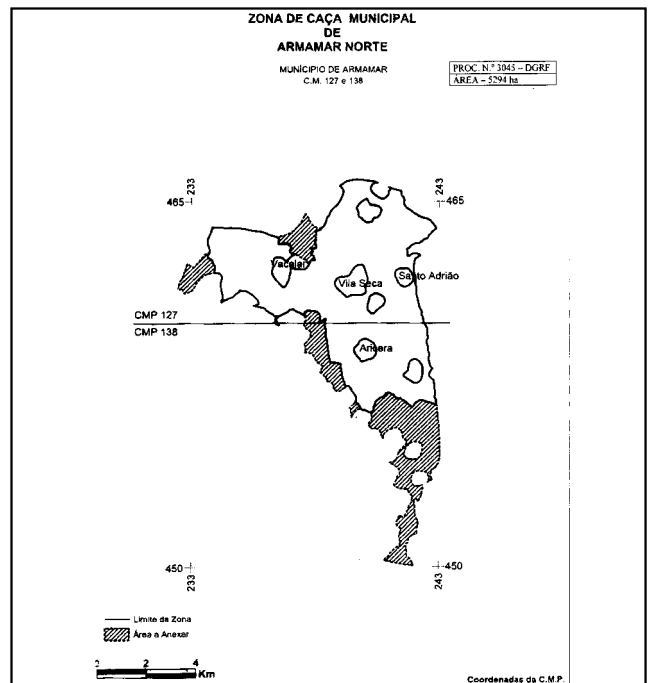 ZONA DE CAÇA MUNICIPAL
DE
ARMAMAR NORTE
MUNICÍPIO DE ARMAMAR
C.M. 127 e 138
PROC. N.º 3045 – DGRF
ÁREA – 5294 ha
233
243
465
465
Vacalar
Vila Seca
Santo Adrião
CMP 127
CMP 138
Aricera
450
450
233
243
Limite da Zona
Área a Anexar
2 4
Km
Coordenadas da C.M.P.